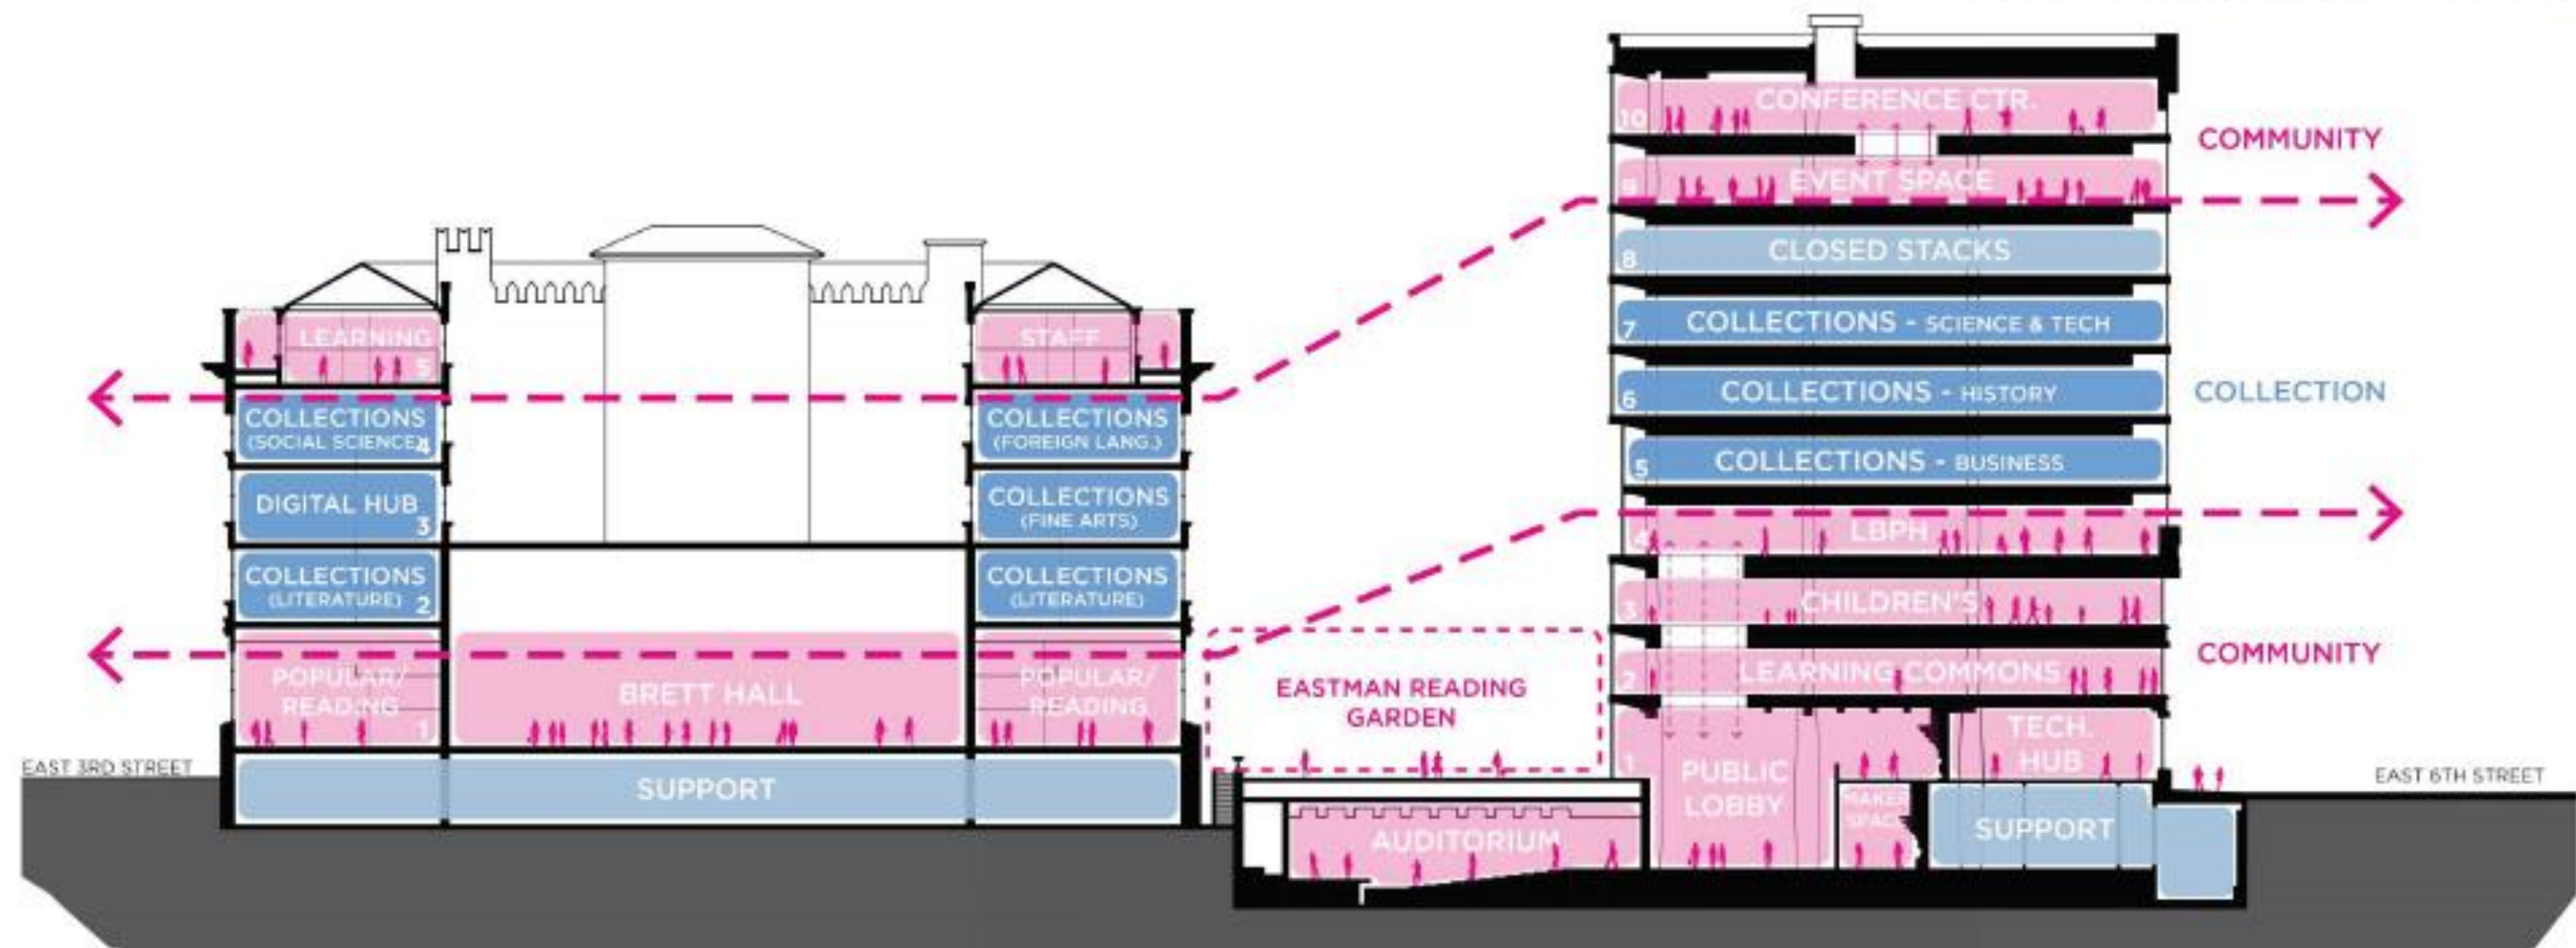 CONFERENCE CTR.
10
COMMUNITY
9
EVENT SPACE
8
CLOSED STACKS
7
COLLECTIONS - SCIENCE & TECH
6
COLLECTIONS - HISTORY
COLLECTION
5
COLLECTIONS - BUSINESS
4
LBPH
3
CHILDREN'S
2
LEARNING COMMONS
COMMUNITY
1
PUBLIC
LOBBY
TECH.
HUB
MAKER
SPACE
SUPPORT
EAST 6TH STREET
LEARNING
5
STAFF
COLLECTIONS
(SOCIAL SCIENCE)
4
COLLECTIONS
(FOREIGN LANG.)
DIGITAL HUB
3
COLLECTIONS
(FINE ARTS)
COLLECTIONS
(LITERATURE)
2
COLLECTIONS
(LITERATURE)
POPULAR/
READING
1
BRETT HALL
POPULAR/
READING
EASTMAN READING
GARDEN
EAST 3RD STREET
SUPPORT
AUDITORIUM